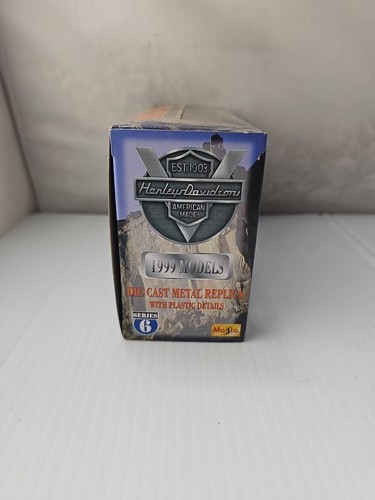 EST 1903
Harley-Davidson
AMERICAN
MADE
1999 MODELS
DIE CAST METAL REPLICA
WITH PLASTIC DETAILS
SERIES
6
Maisto